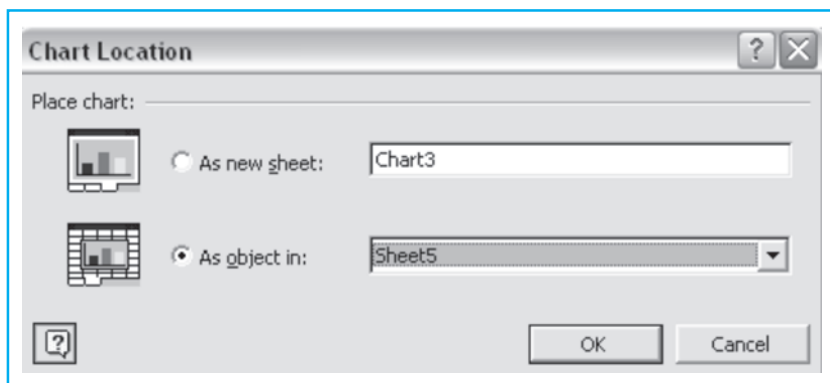 Chart Location
Place chart:
As new sheet: Chart3
As object in: Sheet5
OK Cancel